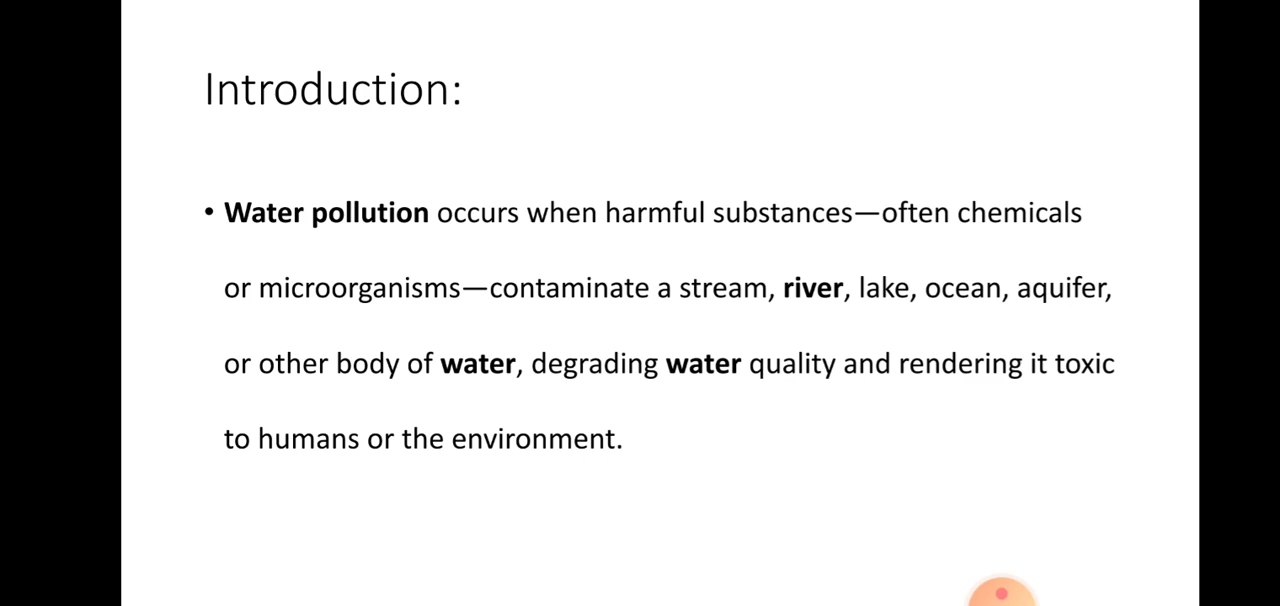 Introduction:
• Water pollution occurs when harmful substances—often chemicals
or microorganisms—contaminate a stream, river, lake, ocean, aquifer,
or other body of water, degrading water quality and rendering it toxic
to humans or the environment.